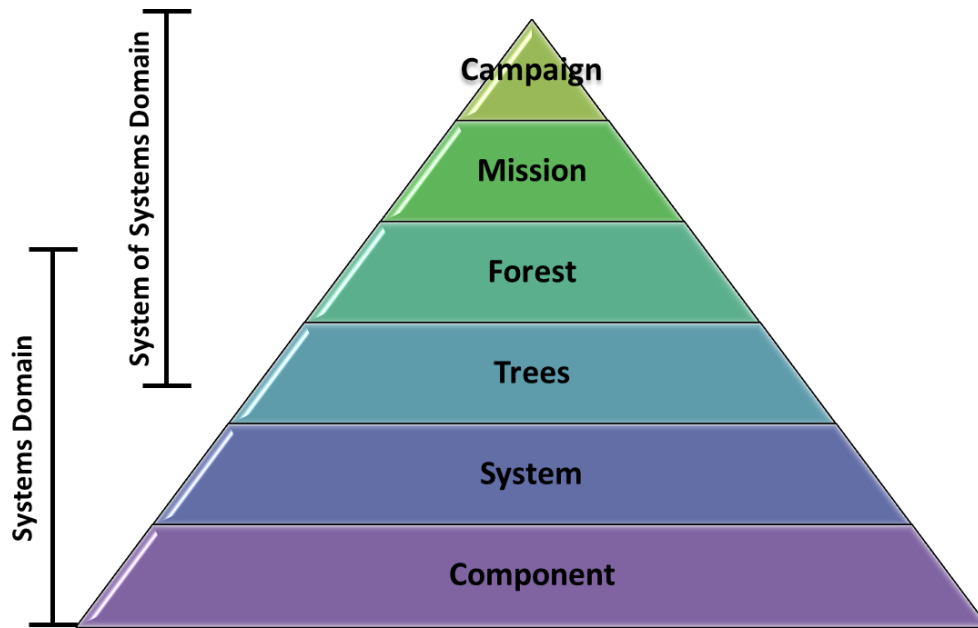 System of Systems Domain
Systems Domain
Campaign
Mission
Forest
Trees
System
Component